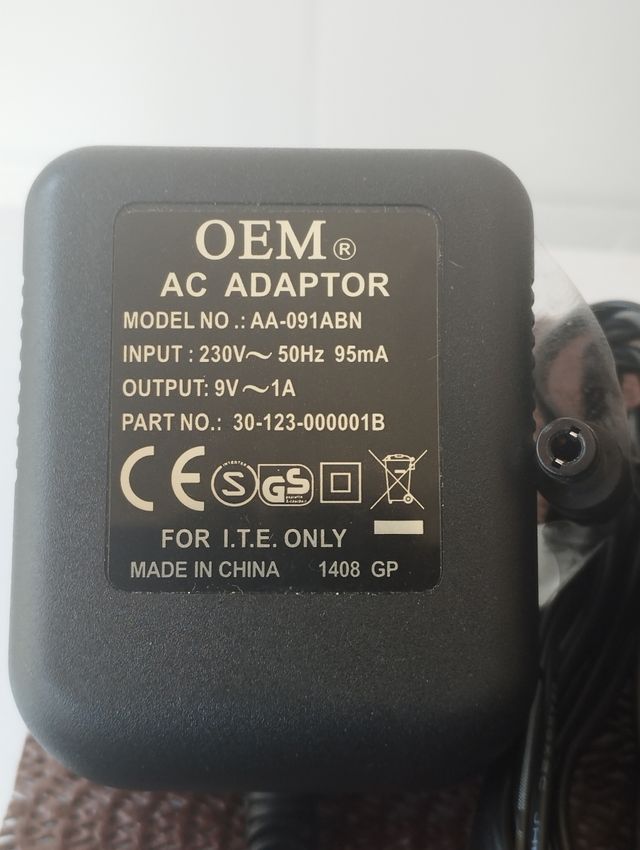 OEM ®
AC ADAPTOR
MODEL NO .: AA-091ABN
INPUT : 230V～ 50Hz 95mA
OUTPUT: 9V～1A
PART NO.: 30-123-000001B
CE INTERTEK S GS
FOR I.T.E. ONLY
MADE IN CHINA 1408 GP